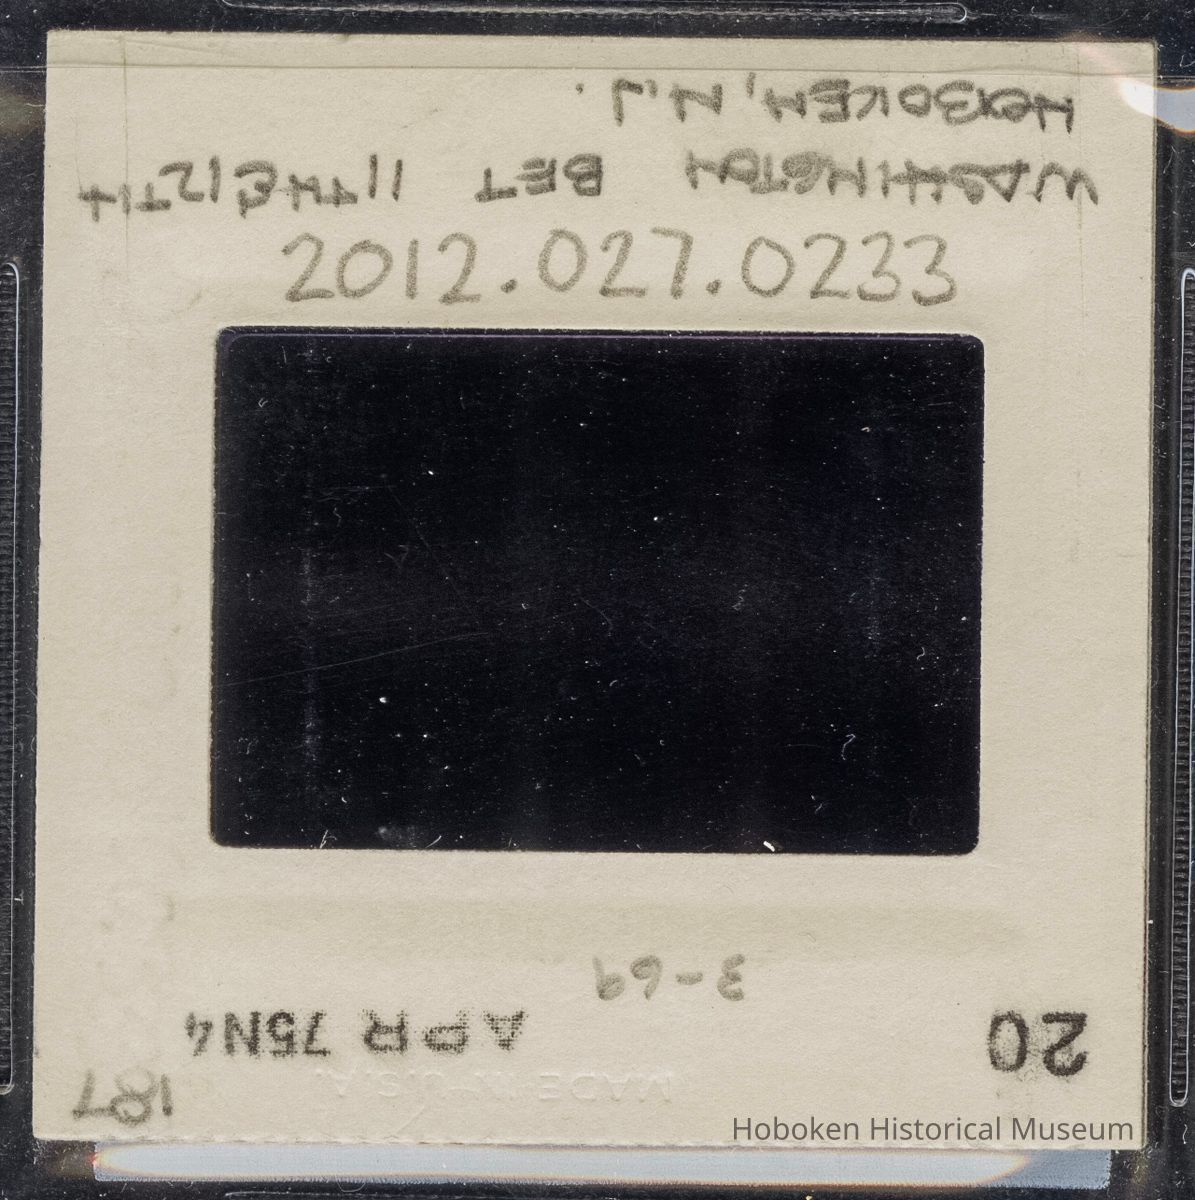 187
MADE IN U.S.A.
20 APR 75N4
3-69
WASHINGTON BET 11TH & 12TH
HOBOKEN, N.J.
2012.027.0233
Hoboken Historical Museum